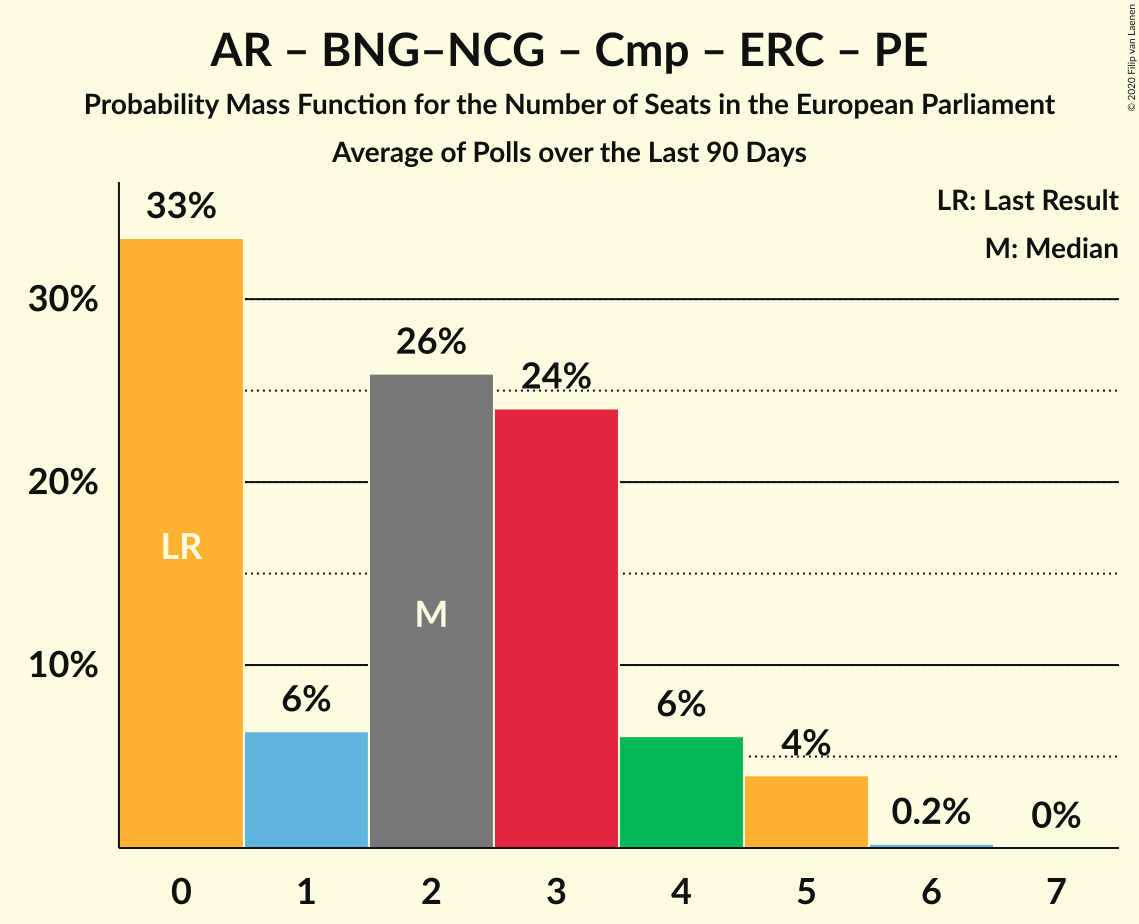 AR – BNG–NCG – Cmp – ERC – PE
Probability Mass Function for the Number of Seats in the European Parliament
Average of Polls over the Last 90 Days
© 2020 Filip van Laenen
LR: Last Result
M: Median
33%
30%
26%
24%
20%
LR
M
10%
6%
6%
4%
0.2%
0%
0 1 2 3 4 5 6 7